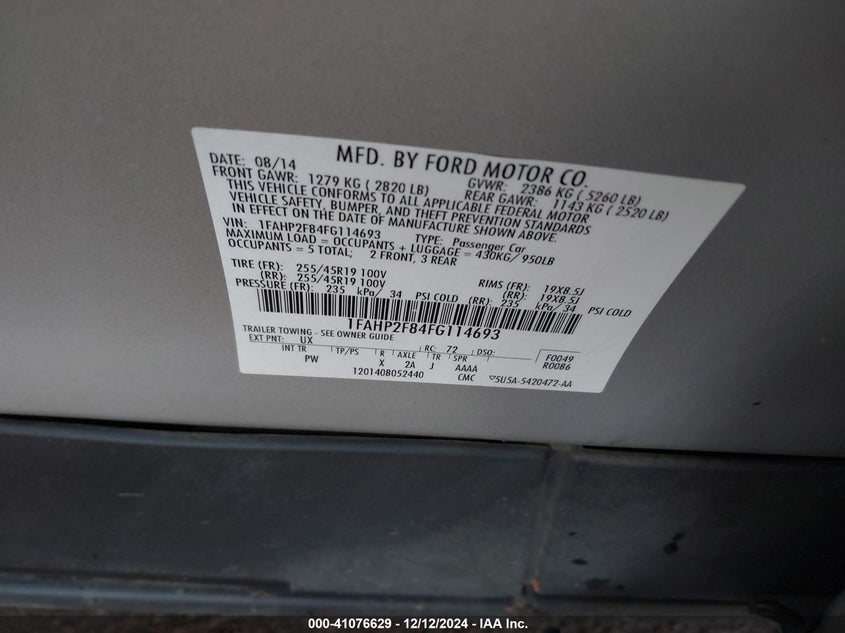 MFD. BY FORD MOTOR CO.
DATE: 08/14 GVWR: 2386 KG ( 5260 LB)
FRONT GAWR: 1279 KG ( 2820 LB) REAR GAWR: 1143 KG ( 2520 LB)
THIS VEHICLE CONFORMS TO ALL APPLICABLE FEDERAL MOTOR
VEHICLE SAFETY, BUMPER, AND THEFT PREVENTION STANDARDS
IN EFFECT ON THE DATE OF MANUFACTURE SHOWN ABOVE.
VIN: 1FAHP2F84FG114693 TYPE: Passenger Car
MAXIMUM LOAD = OCCUPANTS + LUGGAGE = 430KG/950LB
OCCUPANTS = 5 TOTAL; 2 FRONT, 3 REAR
TIRE (FR): 255/45R19 100V RIMS (FR): 19X8.5J
(RR): 255/45R19 100V (RR): 19X8.5J
PRESSURE (FR): 235 kPa/ 34 PSI COLD (RR): 235 kPa/ 34 PSI COLD
1FAHP2F84FG114693
TRAILER TOWING - SEE OWNER GUIDE
EXT PNT: UX RC: 72 DSO: F0049
R0086
INT TR TP/PS R AXLE TR SPR
PW X 2A J AAAA
1201408052440 CMC ▽5U5A-5420472-AA
000-41076629 - 12/12/2024 - IAA Inc.